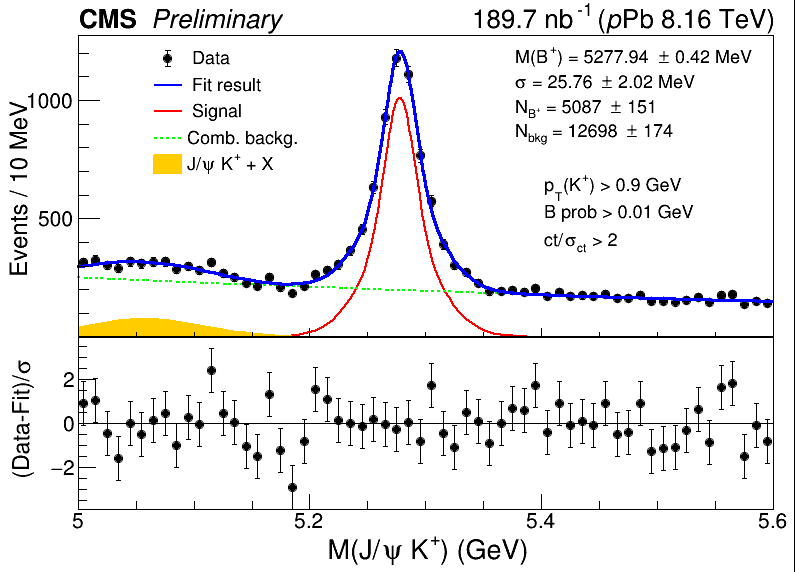 CMS Preliminary 189.7 nb⁻¹ (pPb 8.16 TeV)
Events / 10 MeV
1000
500
Data
Fit result
Signal
Comb. backg.
J/ψ K⁺ + X
M(B⁺) = 5277.94 ± 0.42 MeV
σ = 25.76 ± 2.02 MeV
N_B⁺ = 5087 ± 151
N_bkg = 12698 ± 174
p_T(K⁺) > 0.9 GeV
B prob > 0.01 GeV
ct/σ_ct > 2
(Data-Fit)/σ
2
0
−2
5 5.2 5.4 5.6
M(J/ψ K⁺) (GeV)